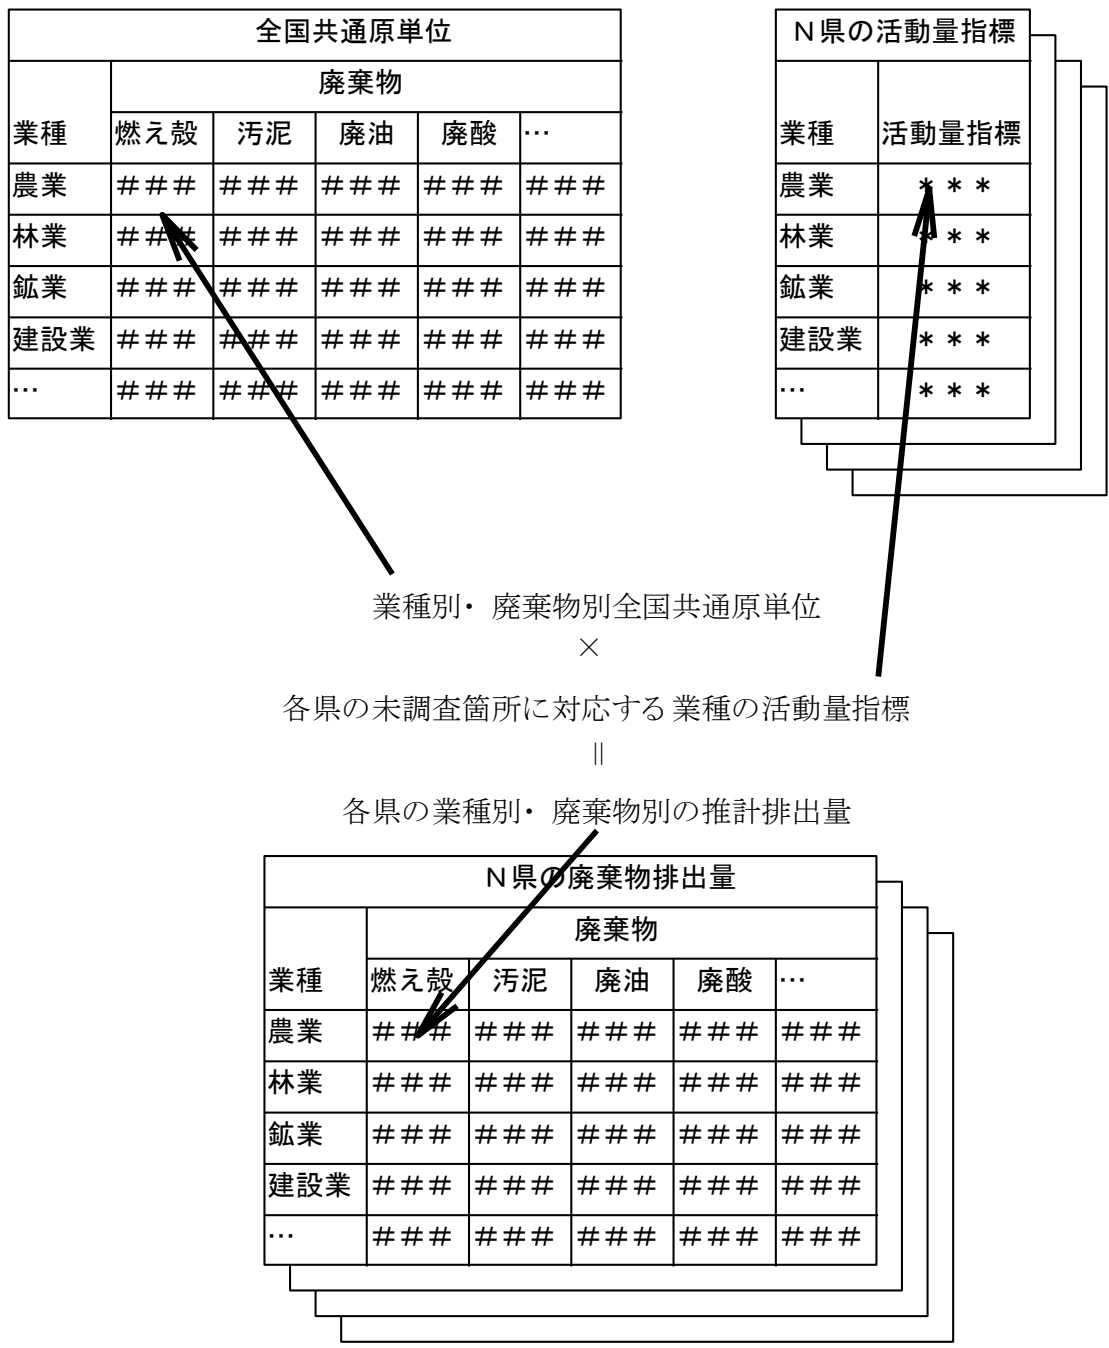 全国共通原単位
廃棄物
業種 燃え殻 汚泥 廃油 廃酸 …
農業 ＃＃＃ ＃＃＃ ＃＃＃ ＃＃＃ ＃＃＃
林業 ＃＃＃ ＃＃＃ ＃＃＃ ＃＃＃ ＃＃＃
鉱業 ＃＃＃ ＃＃＃ ＃＃＃ ＃＃＃ ＃＃＃
建設業 ＃＃＃ ＃＃＃ ＃＃＃ ＃＃＃ ＃＃＃
… ＃＃＃ ＃＃＃ ＃＃＃ ＃＃＃ ＃＃＃
Ｎ県の活動量指標
業種 活動量指標
農業 ＊＊＊
林業 ＊＊＊
鉱業 ＊＊＊
建設業 ＊＊＊
… ＊＊＊
業種別・廃棄物別全国共通原単位
×
各県の未調査箇所に対応する業種の活動量指標
||
各県の業種別・廃棄物別の推計排出量
Ｎ県の廃棄物排出量
廃棄物
業種 燃え殻 汚泥 廃油 廃酸 …
農業 ＃＃＃ ＃＃＃ ＃＃＃ ＃＃＃ ＃＃＃
林業 ＃＃＃ ＃＃＃ ＃＃＃ ＃＃＃ ＃＃＃
鉱業 ＃＃＃ ＃＃＃ ＃＃＃ ＃＃＃ ＃＃＃
建設業 ＃＃＃ ＃＃＃ ＃＃＃ ＃＃＃ ＃＃＃
… ＃＃＃ ＃＃＃ ＃＃＃ ＃＃＃ ＃＃＃